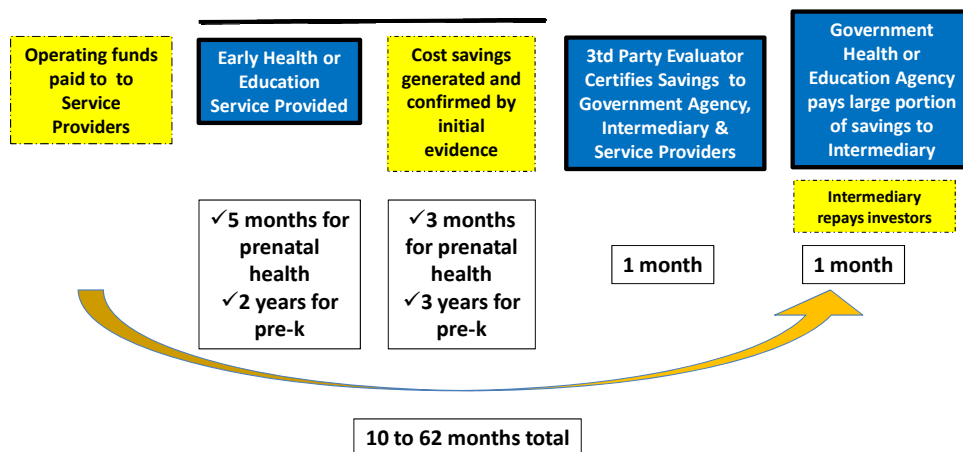 Operating funds
paid to to
Service
Providers
Early Health or
Education
Service Provided
Cost savings
generated and
confirmed by
initial
evidence
3td Party Evaluator
Certifies Savings to
Government Agency,
Intermediary &
Service Providers
Government
Health or
Education Agency
pays large portion
of savings to
Intermediary
Intermediary
repays investors
✓5 months for
prenatal
health
✓2 years for
pre-k
✓3 months
for prenatal
health
✓3 years for
pre-k
1 month
1 month
10 to 62 months total